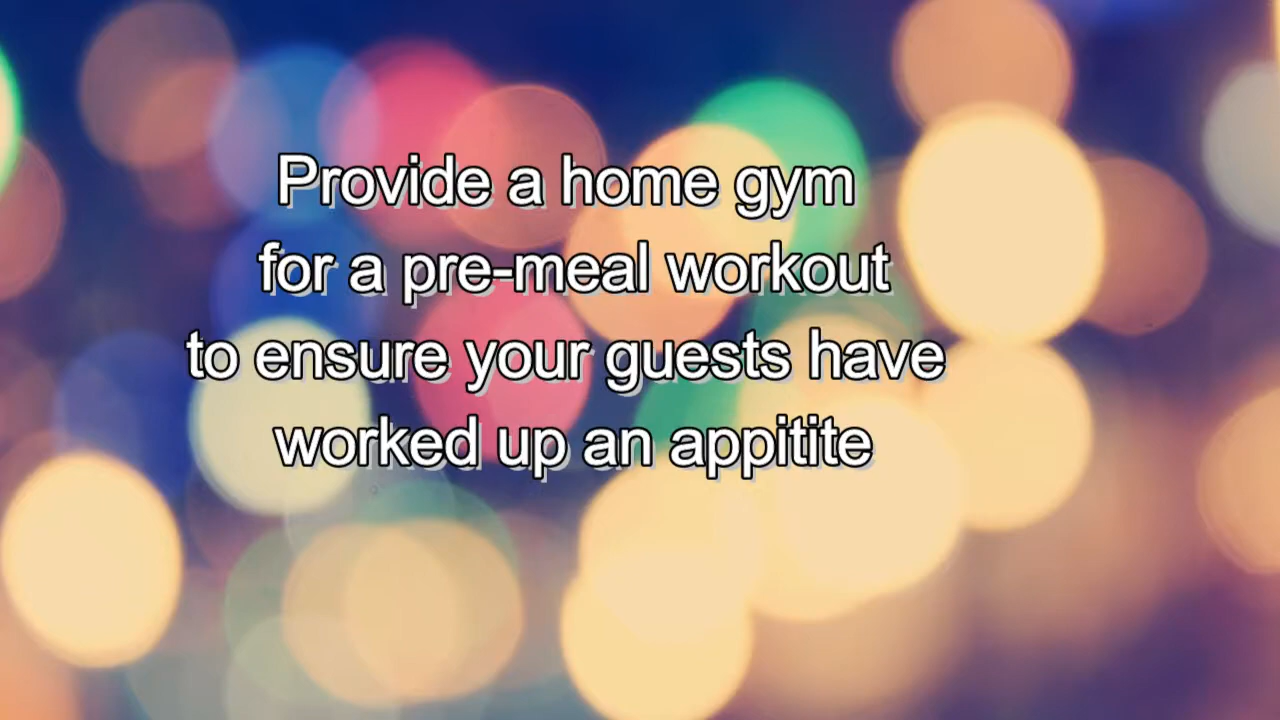 Provide a home gym
for a pre-meal workout
to ensure your guests have
worked up an appitite